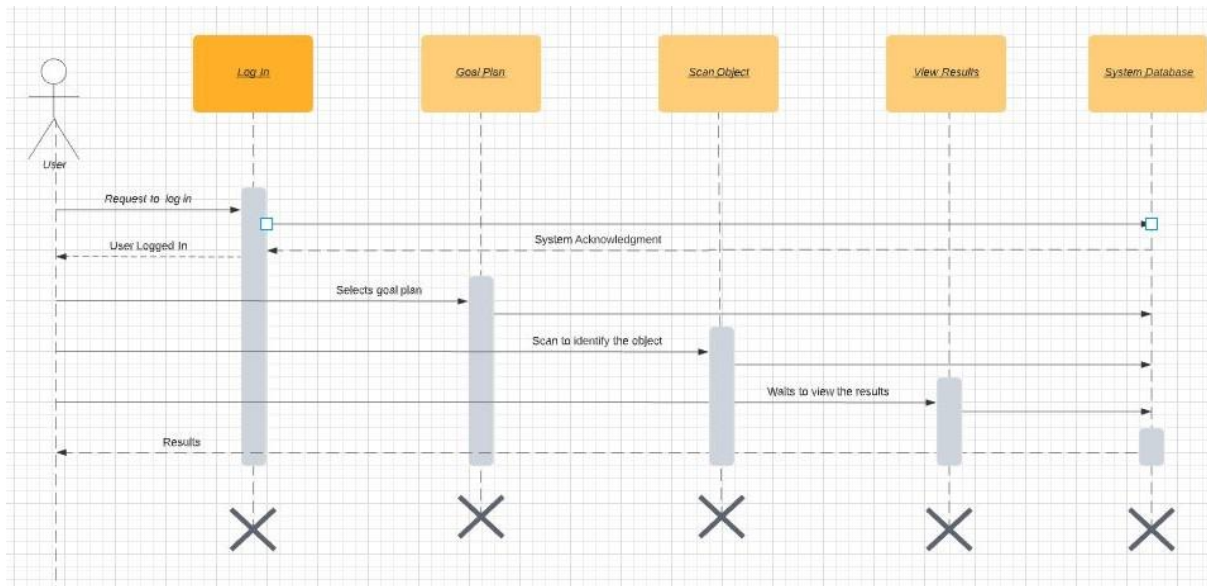 Log In
Goal Plan
Scan Object
View Results
System Database
User
Request to log in
System Acknowledgment
User Logged In
Selects goal plan
Scan to identify the object
Waits to view the results
Results